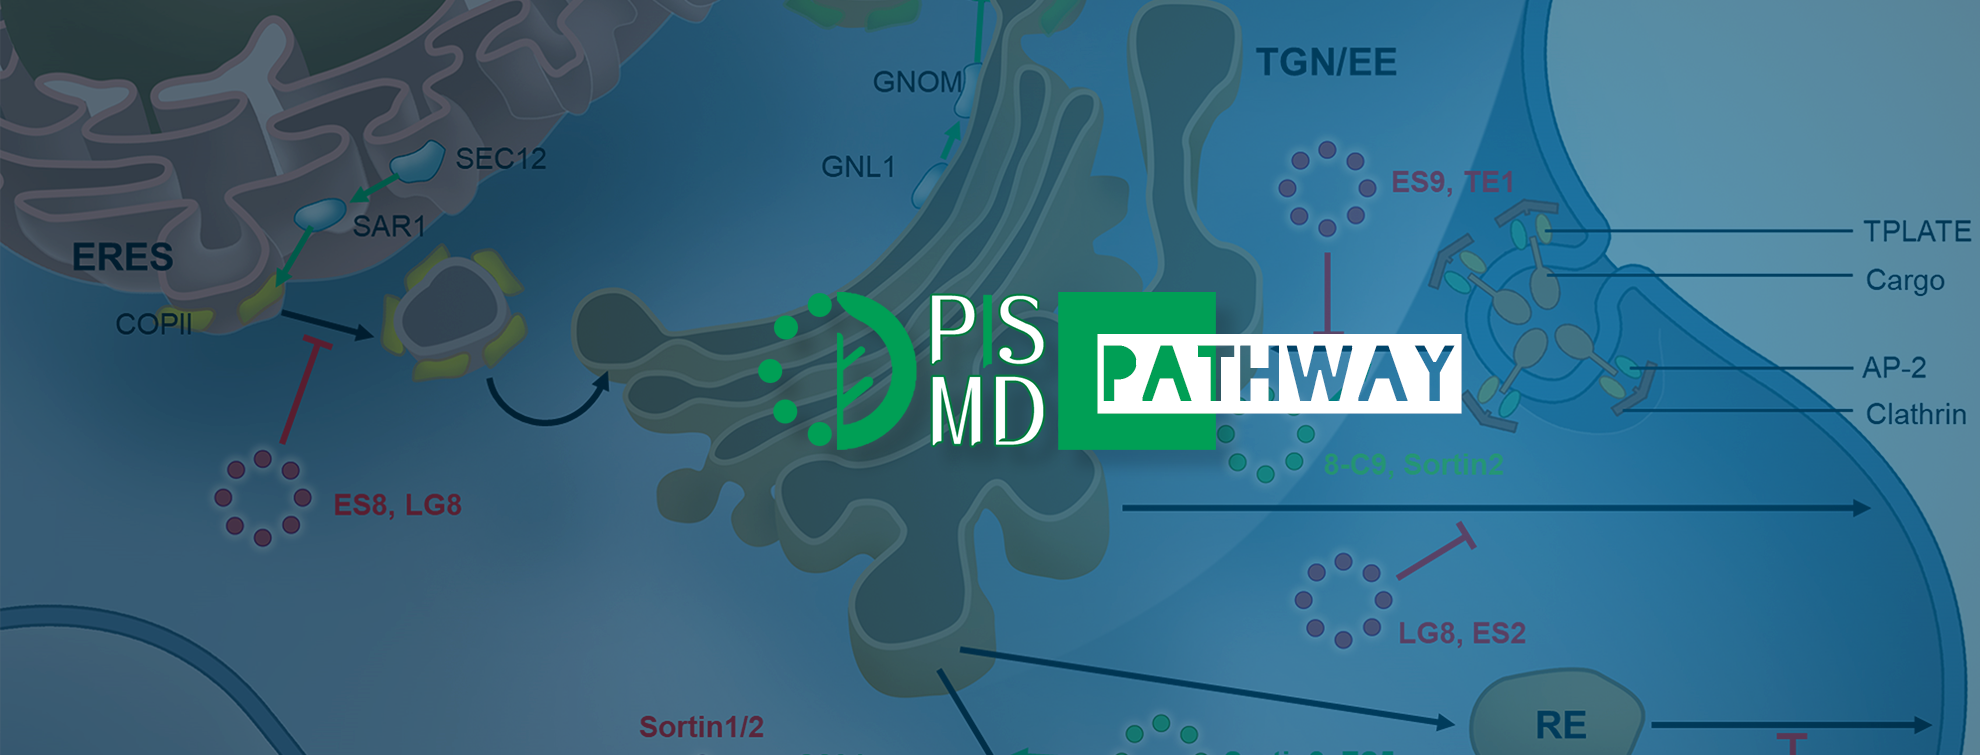 GNOM
TGN/EE
SEC12
GNL1
ES9, TE1
SAR1
TPLATE
ERES
Cargo
COPII
P|S
MD
PATHWAY
AP-2
Clathrin
8-C9, Sortin2
ES8, LG8
LG8, ES2
Sortin1/2
RE